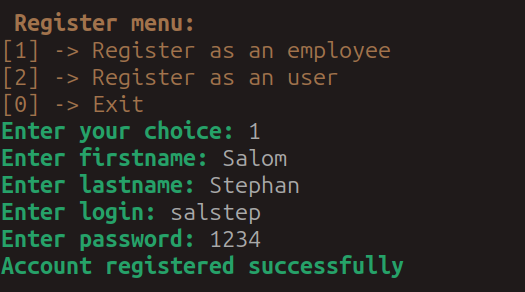 Register menu:
[1] -> Register as an employee
[2] -> Register as an user
[0] -> Exit
Enter your choice: 1
Enter firstname: Salom
Enter lastname: Stephan
Enter login: salstep
Enter password: 1234
Account registered successfully